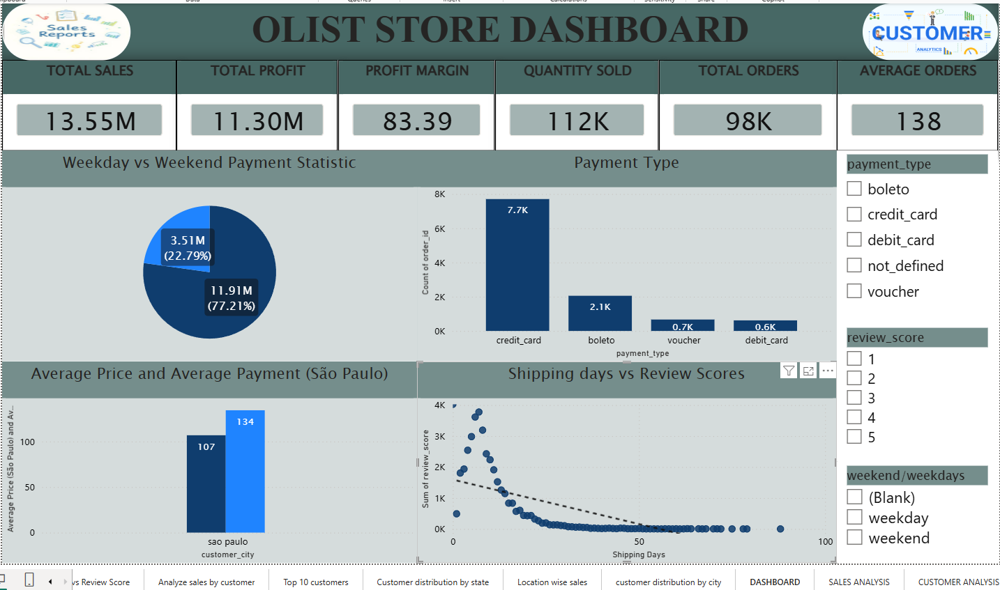 Data
Queries
Insert
Calculations
Sensitivity
Share
Copilot
Sales
Reports
OLIST STORE DASHBOARD
CUSTOMER
ANALYTICS
TOTAL SALES
TOTAL PROFIT
PROFIT MARGIN
QUANTITY SOLD
TOTAL ORDERS
AVERAGE ORDERS
13.55M
11.30M
83.39
112K
98K
138
Weekday vs Weekend Payment Statistic
3.51M
(22.79%)
11.91M
(77.21%)
Payment Type
Count of order_id
8K
6K
4K
2K
0K
7.7K
2.1K
0.7K
0.6K
credit_card
boleto
voucher
debit_card
payment_type
payment_type
boleto
credit_card
debit_card
not_defined
voucher
review_score
1
2
3
4
5
weekend/weekdays
(Blank)
weekday
weekend
Average Price and Average Payment (São Paulo)
Average Price (São Paulo) and Av...
100
50
0
107
134
sao paulo
customer_city
Shipping days vs Review Scores
Sum of review_score
4K
3K
2K
1K
0K
0
50
100
Shipping Days
vs Review Score
Analyze sales by customer
Top 10 customers
Customer distribution by state
Location wise sales
customer distribution by city
DASHBOARD
SALES ANALYSIS
CUSTOMER ANALYSIS